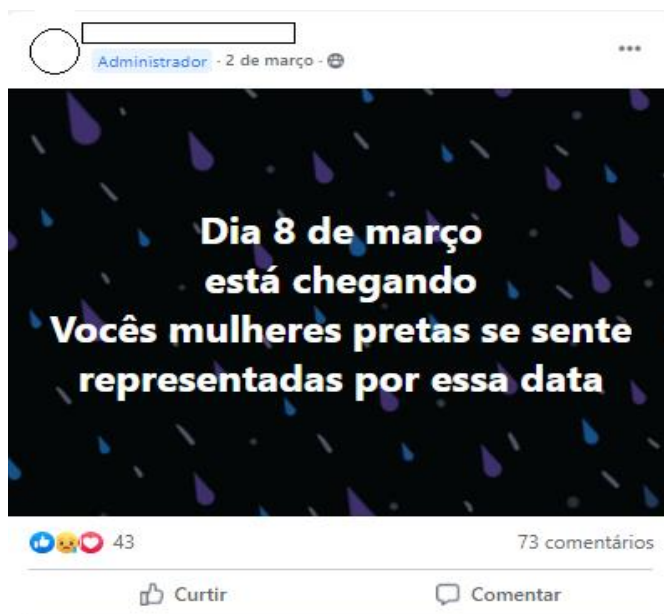 Administrador · 2 de março ·
Dia 8 de março
está chegando
Vocês mulheres pretas se sente
representadas por essa data
43
73 comentários
Curtir
Comentar